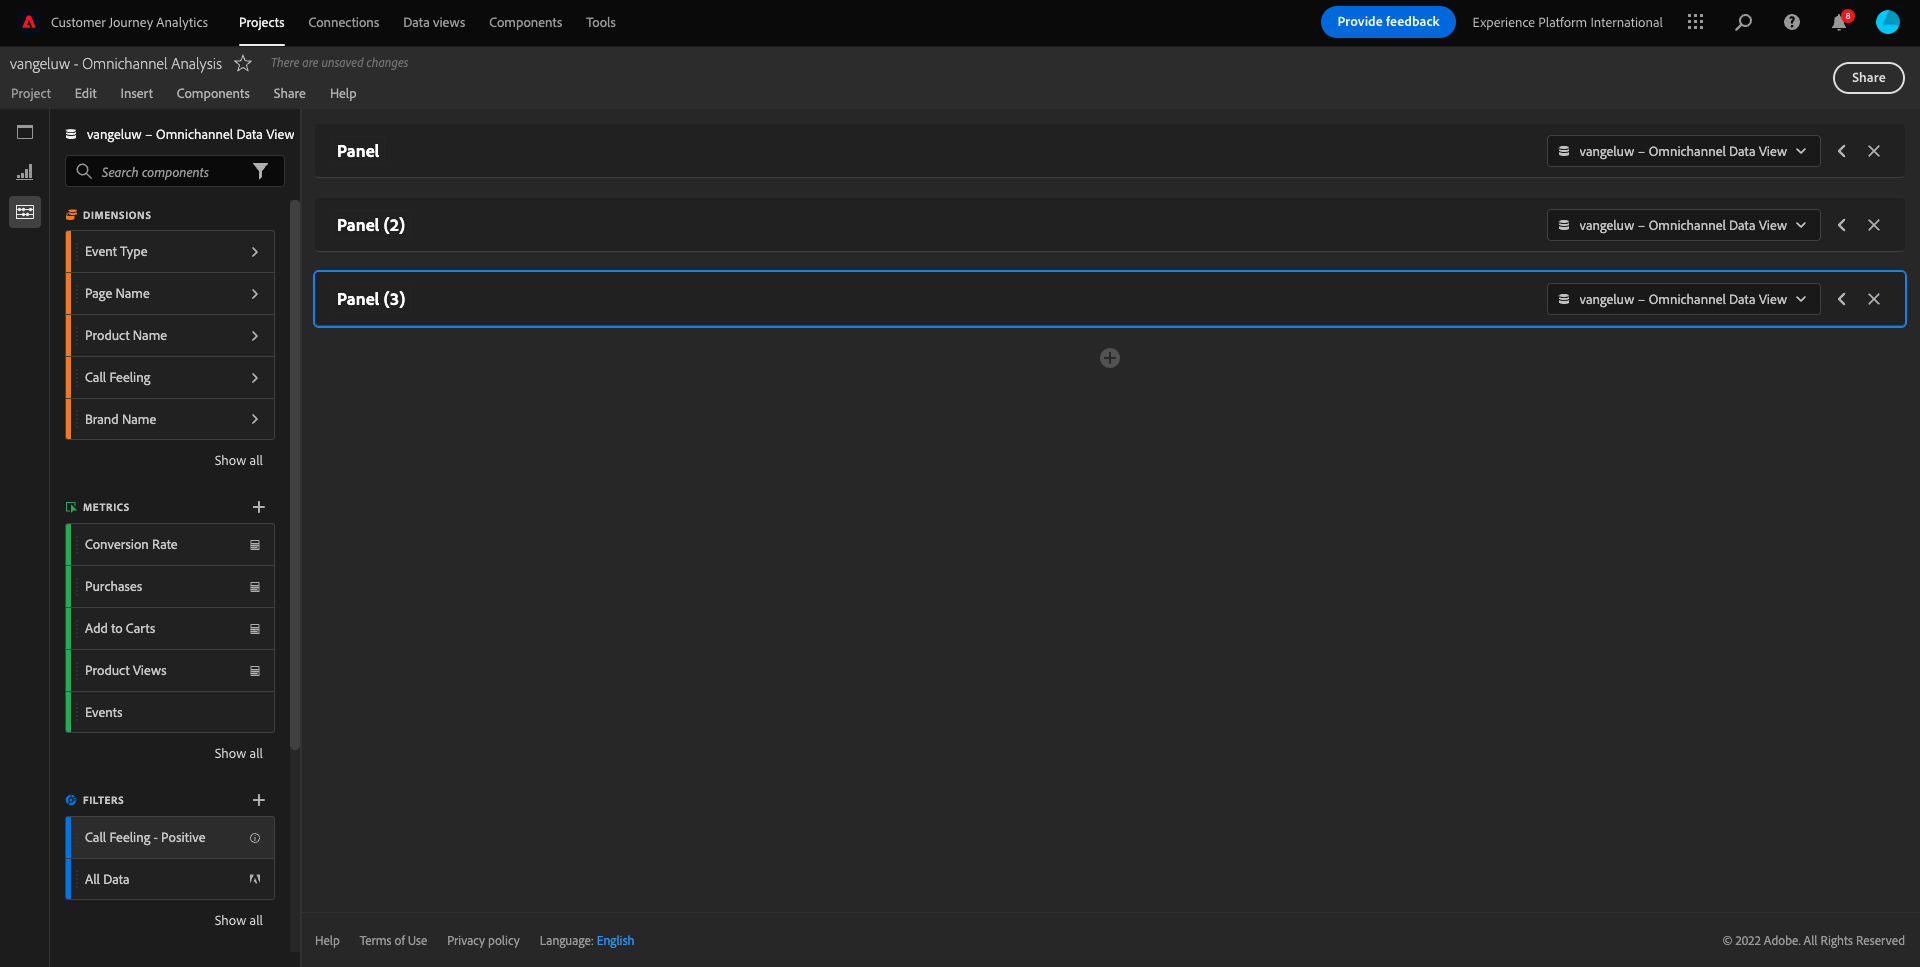 Customer Journey Analytics
Projects
Connections
Data views
Components
Tools
Provide feedback
Experience Platform International
8
vangeluw - Omnichannel Analysis
There are unsaved changes
Share
Project
Edit
Insert
Components
Share
Help
vangeluw – Omnichannel Data View
Search components
DIMENSIONS
Event Type
Page Name
Product Name
Call Feeling
Brand Name
Show all
METRICS
Conversion Rate
Purchases
Add to Carts
Product Views
Events
Show all
FILTERS
Call Feeling - Positive
All Data
Show all
Panel
vangeluw – Omnichannel Data View
Panel (2)
vangeluw – Omnichannel Data View
Panel (3)
vangeluw – Omnichannel Data View
Help
Terms of Use
Privacy policy
Language: English
© 2022 Adobe. All Rights Reserved